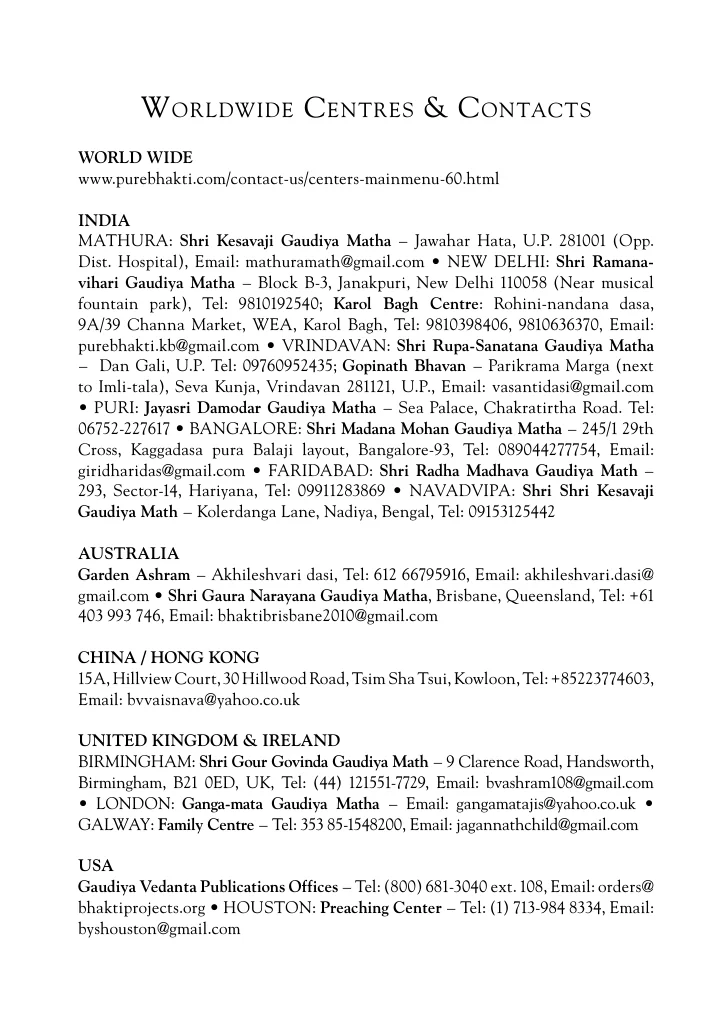 WORLDWIDE CENTRES & CONTACTS
WORLD WIDE
www.purebhakti.com/contact-us/centers-mainmenu-60.html
INDIA
MATHURA: Shri Kesavaji Gaudiya Matha – Jawahar Hata, U.P. 281001 (Opp.
Dist. Hospital), Email: mathuramath@gmail.com • NEW DELHI: Shri Ramana-
vihari Gaudiya Matha – Block B-3, Janakpuri, New Delhi 110058 (Near musical
fountain park), Tel: 9810192540; Karol Bagh Centre: Rohini-nandana dasa,
9A/39 Channa Market, WEA, Karol Bagh, Tel: 9810398406, 9810636370, Email:
purebhakti.kb@gmail.com • VRINDAVAN: Shri Rupa-Sanatana Gaudiya Matha
– Dan Gali, U.P. Tel: 09760952435; Gopinath Bhavan – Parikrama Marga (next
to Imli-tala), Seva Kunja, Vrindavan 281121, U.P., Email: vasantidasi@gmail.com
• PURI: Jayasri Damodar Gaudiya Matha – Sea Palace, Chakratirtha Road. Tel:
06752-227617 • BANGALORE: Shri Madana Mohan Gaudiya Matha – 245/1 29th
Cross, Kaggadasa pura Balaji layout, Bangalore-93, Tel: 089044277754, Email:
giridharidas@gmail.com • FARIDABAD: Shri Radha Madhava Gaudiya Math –
293, Sector-14, Hariyana, Tel: 09911283869 • NAVADVIPA: Shri Shri Kesavaji
Gaudiya Math – Kolerdanga Lane, Nadiya, Bengal, Tel: 09153125442
AUSTRALIA
Garden Ashram – Akhileshvari dasi, Tel: 612 66795916, Email: akhileshvari.dasi@
gmail.com • Shri Gaura Narayana Gaudiya Matha, Brisbane, Queensland, Tel: +61
403 993 746, Email: bhaktibrisbane2010@gmail.com
CHINA / HONG KONG
15A, Hillview Court, 30 Hillwood Road, Tsim Sha Tsui, Kowloon, Tel: +85223774603,
Email: bvvaisnava@yahoo.co.uk
UNITED KINGDOM & IRELAND
BIRMINGHAM: Shri Gour Govinda Gaudiya Math – 9 Clarence Road, Handsworth,
Birmingham, B21 0ED, UK, Tel: (44) 121551-7729, Email: bvashram108@gmail.com
• LONDON: Ganga-mata Gaudiya Matha – Email: gangamatajis@yahoo.co.uk •
GALWAY: Family Centre – Tel: 353 85-1548200, Email: jagannathchild@gmail.com
USA
Gaudiya Vedanta Publications Offices – Tel: (800) 681-3040 ext. 108, Email: orders@
bhaktiprojects.org • HOUSTON: Preaching Center – Tel: (1) 713-984 8334, Email:
byshouston@gmail.com